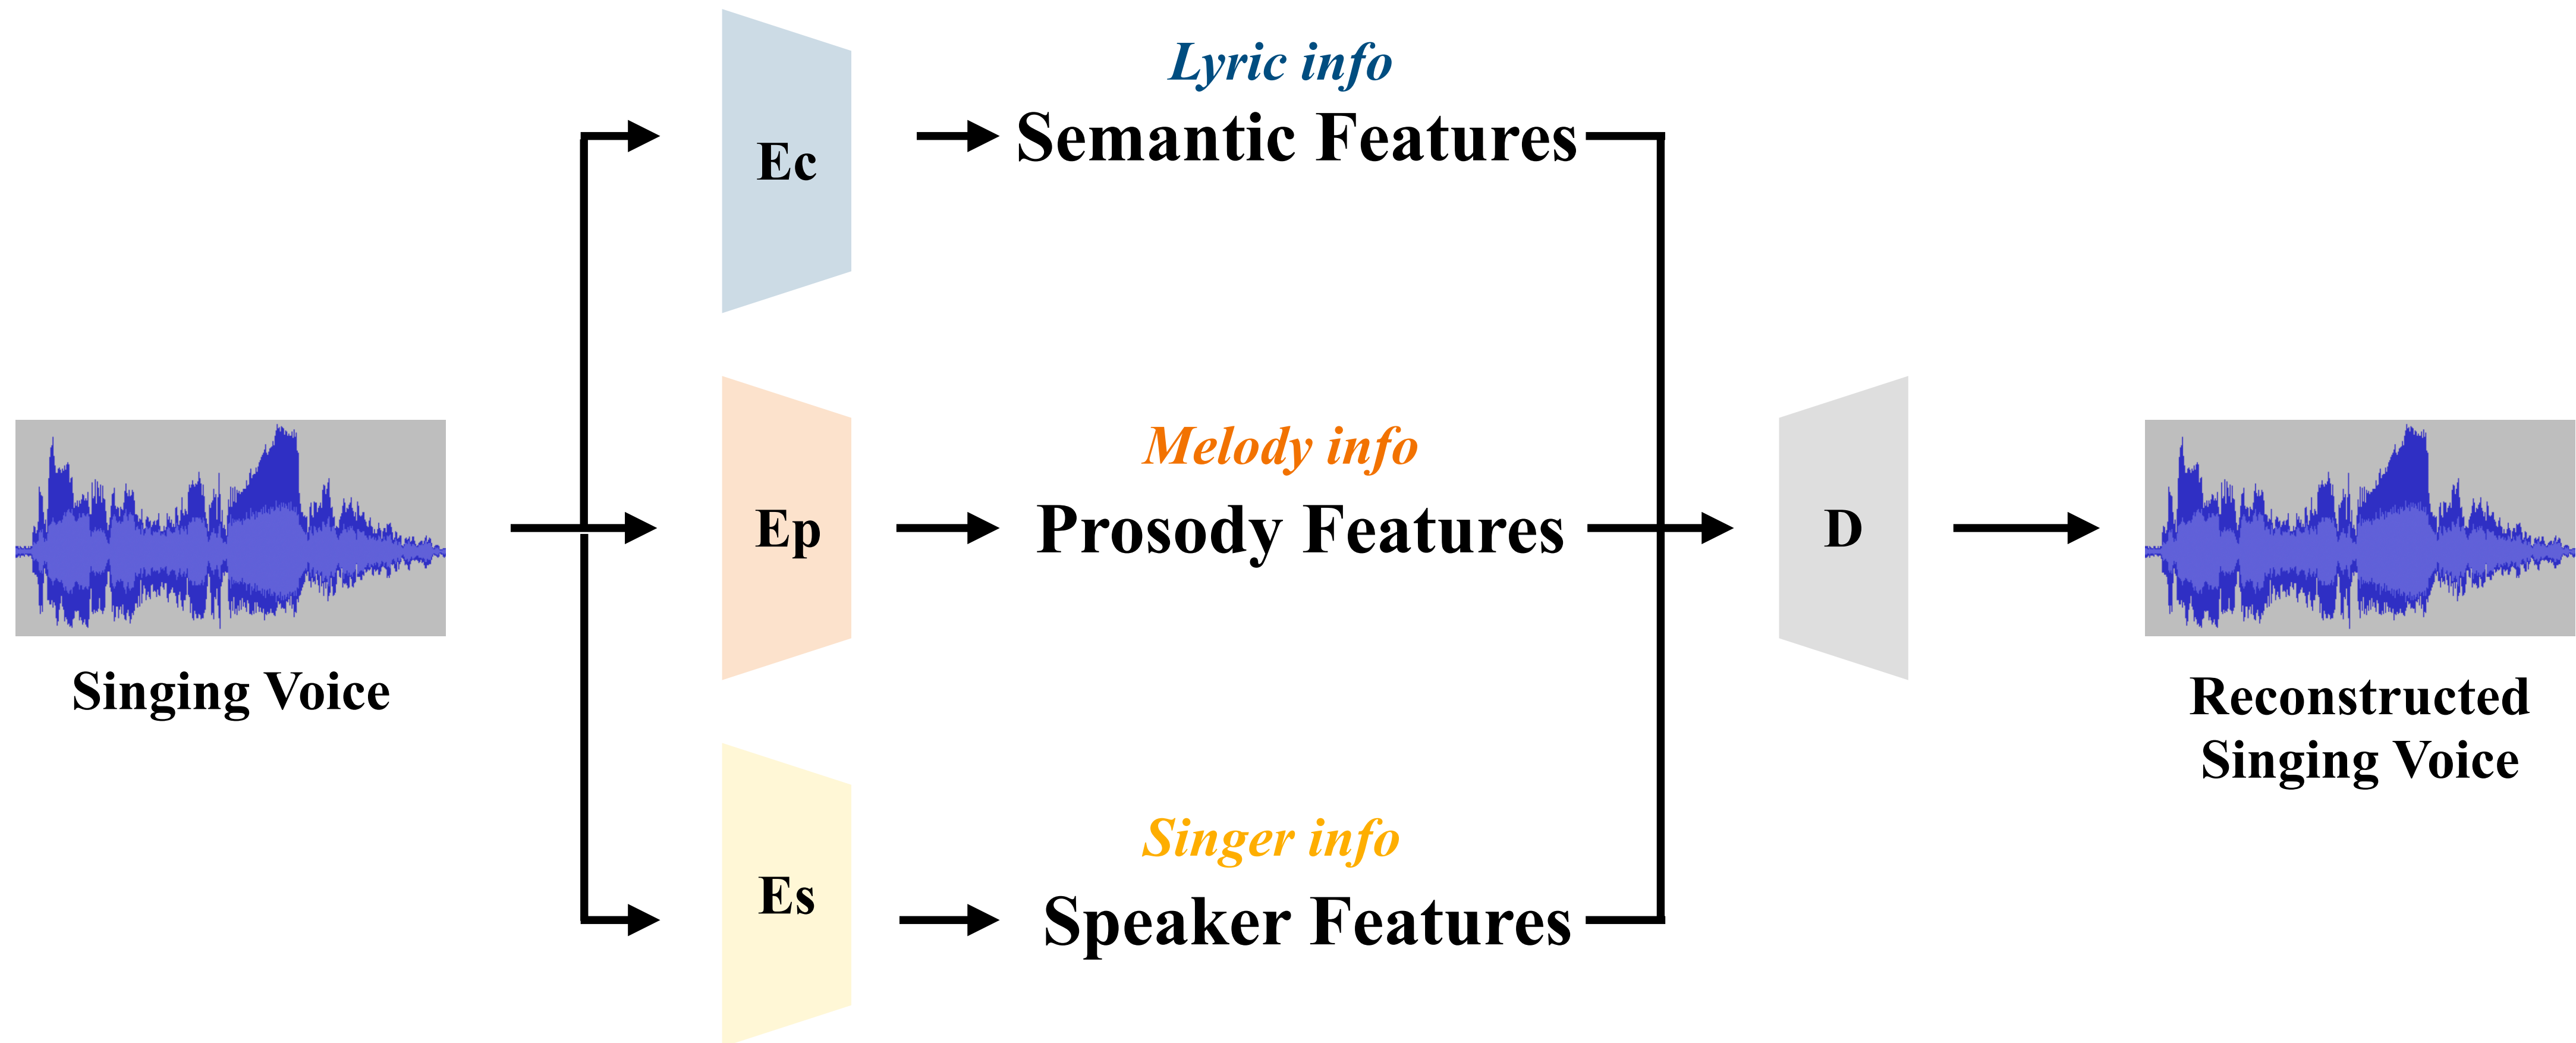 Lyric info
Ec
Semantic Features
Melody info
Ep
Prosody Features
D
Singing Voice
Reconstructed
Singing Voice
Singer info
Es
Speaker Features